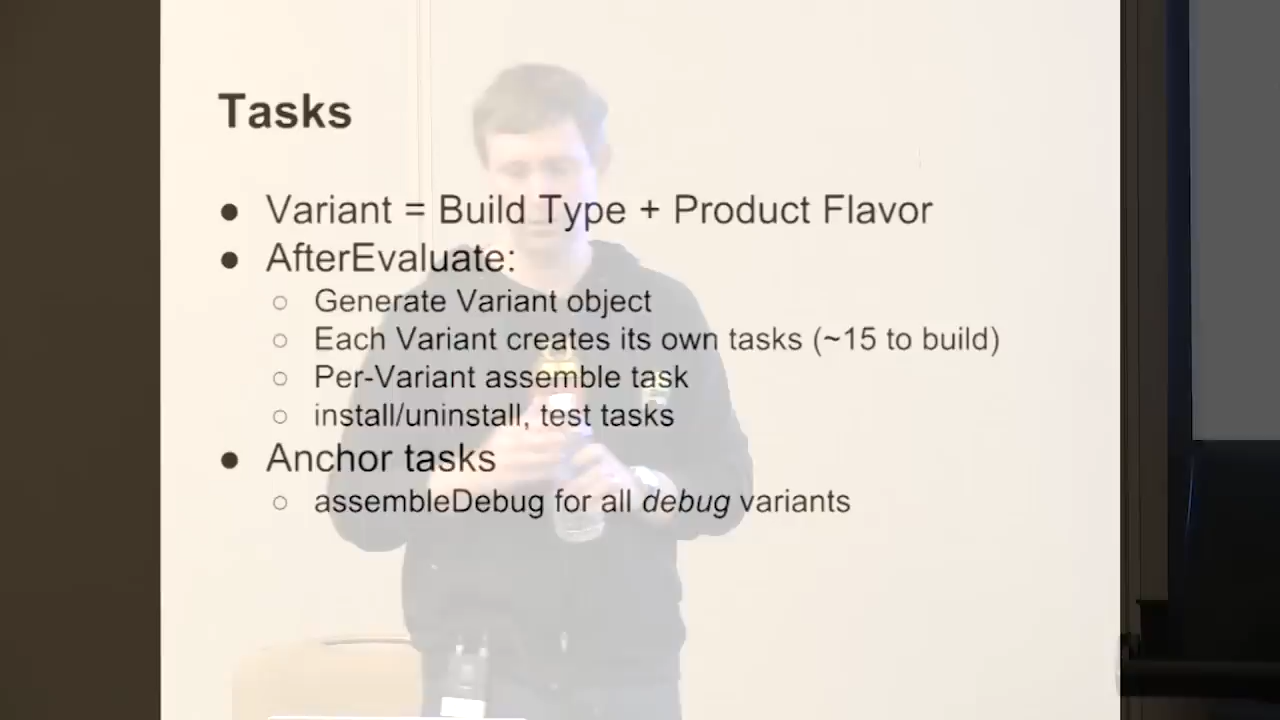 Tasks
● Variant = Build Type + Product Flavor
● AfterEvaluate:
○ Generate Variant object
○ Each Variant creates its own tasks (~15 to build)
○ Per-Variant assemble task
○ install/uninstall, test tasks
● Anchor tasks
○ assembleDebug for all debug variants